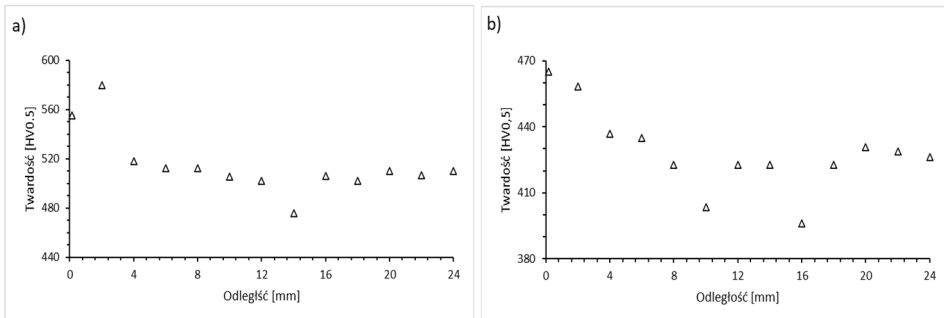 a)
600
560
520
480
440
Twardość [HV0.5]
0 4 8 12 16 20 24
Odległść [mm]
b)
470
440
410
380
Twardość [HV0,5]
0 4 8 12 16 20 24
Odległość [mm]